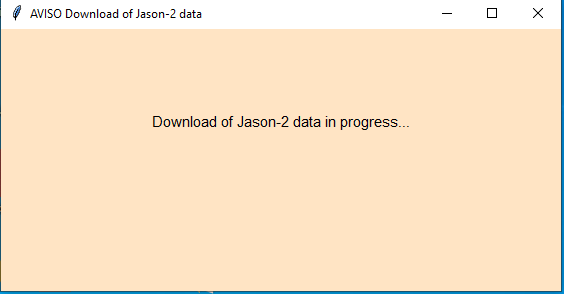 AVISO Download of Jason-2 data
Download of Jason-2 data in progress...